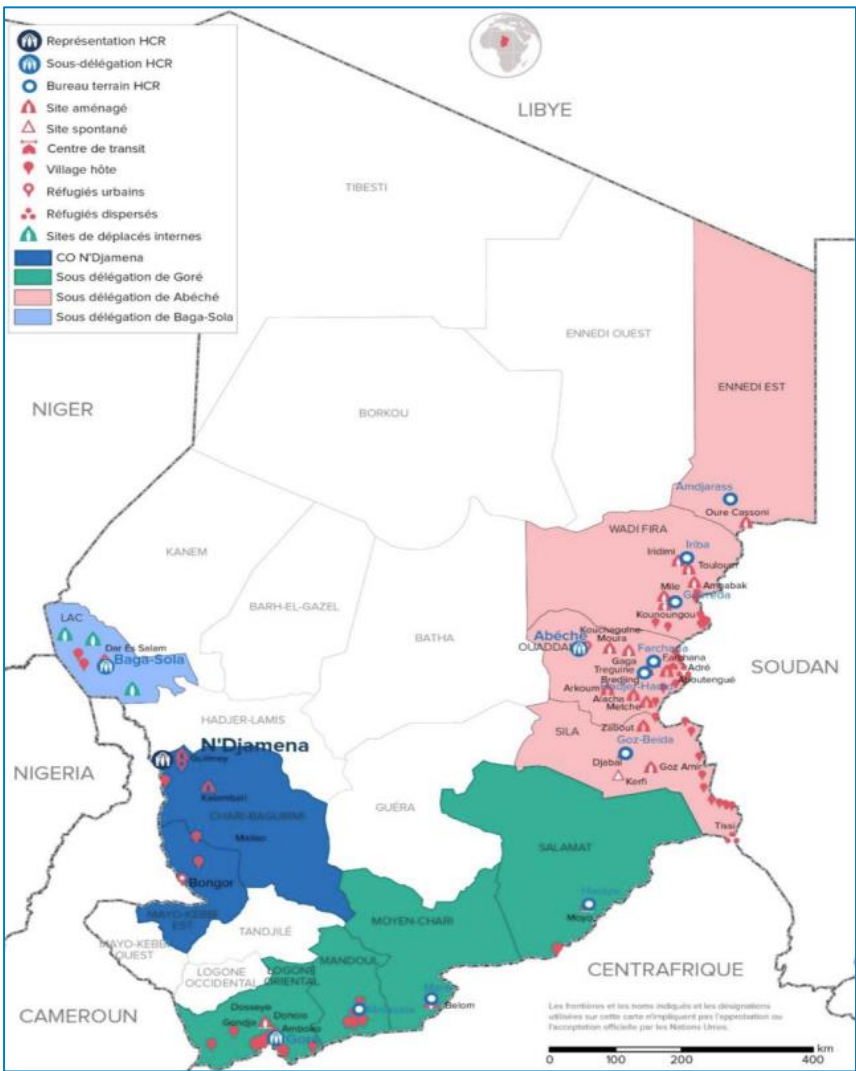 Représentation HCR
Sous-délégation HCR
Bureau terrain HCR
Site aménagé
Site spontané
Centre de transit
Village hôte
Réfugiés urbains
Réfugiés dispersés
Sites de déplacés internes
CO N'Djamena
Sous délégation de Goré
Sous délégation de Abéché
Sous délégation de Baga-Sola
LIBYE
TIBESTI
ENNEDI OUEST
ENNEDI EST
NIGER
BORKOU
Amdjarass
Oure Cassoni
WADI FIRA
KANEM
Iriba
Iridimi
Touloum
BARH-EL-GAZEL
Mile
Amgabak
Kounoungou
BATHA
LAC
Dar Es Salam
Baga-Sola
Abéché
OUADDAI
Kouchaguine-
Moura
Gaga
Farchana
Farchana
Adré
Treguine
Bredjing
Aboutengué
Arkoum
Alacha
Metche
SOUDAN
HADJER-LAMIS
N'Djamena
NIGERIA
SILA
Zabout
Goz-Beida
Djabal
Goz Amir
Kerfi
CHARI-BAGUIRMI
GUÉRA
Tissi
SALAMAT
Bongor
MAYO-KEBBI
EST
MAYO-KEBBI
OUEST
TANDJILÉ
MOYEN-CHARI
Moyo
MANDOUL
LOGONE
OCCIDENTAL
LOGONE
ORIENTAL
CENTRAFRIQUE
CAMEROUN
Dosseye
Gondje
Amboko
Goré
Belom
Les frontières et les noms indiqués et les désignations
utilisées sur cette carte n'impliquent pas l'approbation ou
l'acceptation officielle par les Nations Unies.
km
0 100 200 400